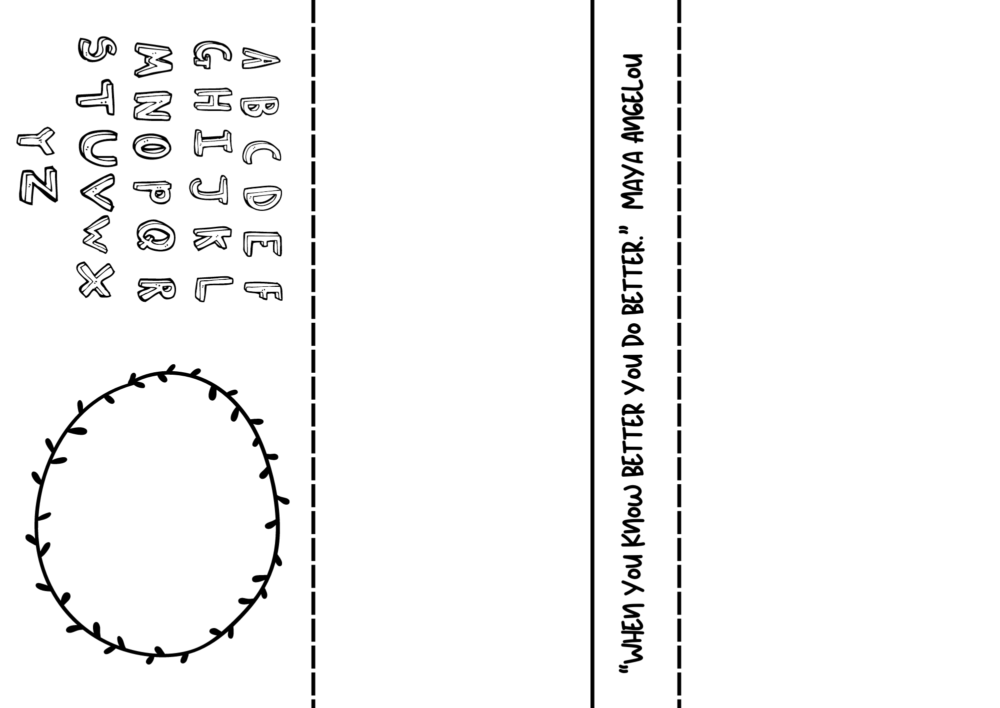 A B C D E F
G H I J K L
M N O P Q R
S T U V W X
Y Z
"WHEN YOU KNOW BETTER YOU DO BETTER." MAYA ANGELOU